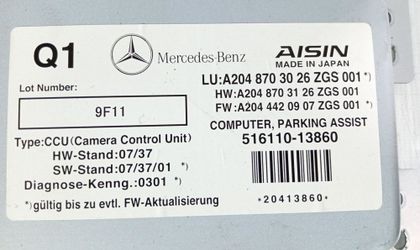 Q1
Mercedes-Benz
AISIN
MADE IN JAPAN
Lot Number:
9F11
LU:A204 870 30 26 ZGS 001 *)
HW:A204 870 31 26 ZGS 001
FW:A204 442 09 07 ZGS 001 *)
COMPUTER, PARKING ASSIST
516110-13860
Type:CCU(Camera Control Unit)
HW-Stand:07/37
SW-Stand:07/37/01 *)
Diagnose-Kenng.:0301 *)
*)gültig bis zu evtl. FW-Aktualisierung
*20413860*